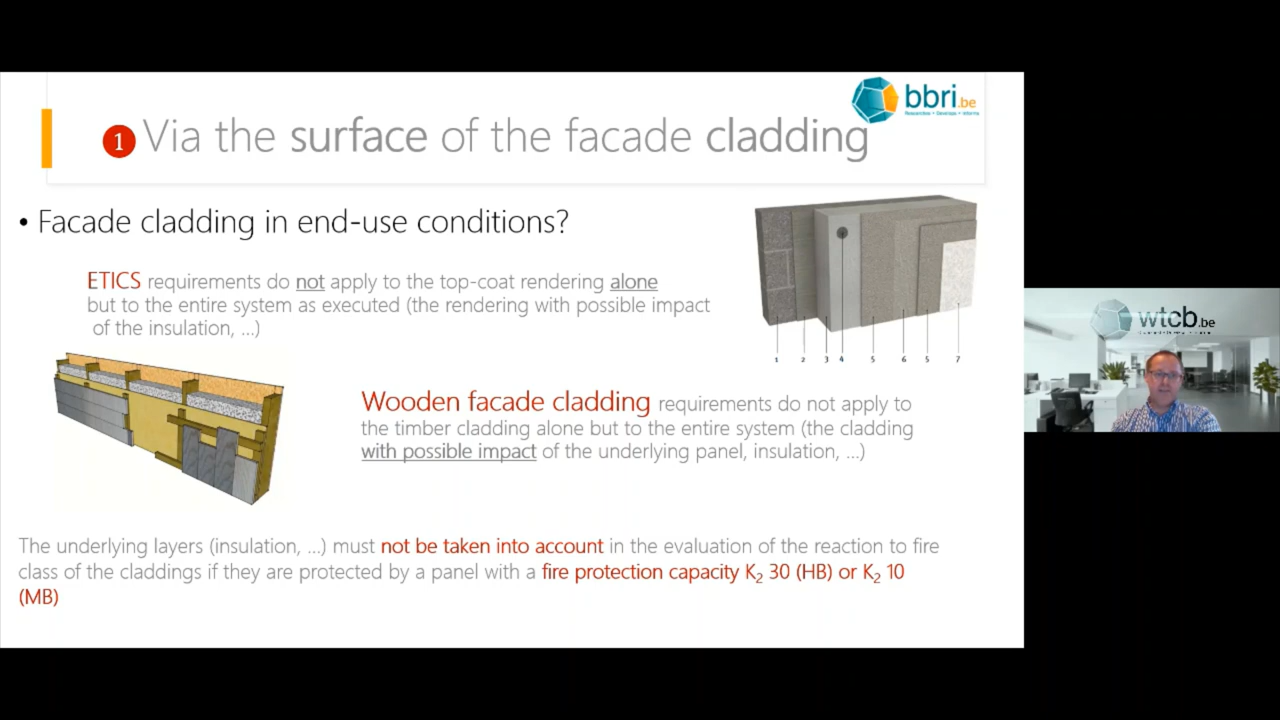 bbri.be
Researches • Develops • Informs
1 Via the surface of the facade cladding
• Facade cladding in end-use conditions?
ETICS requirements do not apply to the top-coat rendering alone
but to the entire system as executed (the rendering with possible impact
of the insulation, ...)
1 2 3 4 5 6 5 7
wtcb.be
Wooden facade cladding requirements do not apply to
the timber cladding alone but to the entire system (the cladding
with possible impact of the underlying panel, insulation, ...)
The underlying layers (insulation, ...) must not be taken into account in the evaluation of the reaction to fire
class of the claddings if they are protected by a panel with a fire protection capacity K₂ 30 (HB) or K₂ 10
(MB)